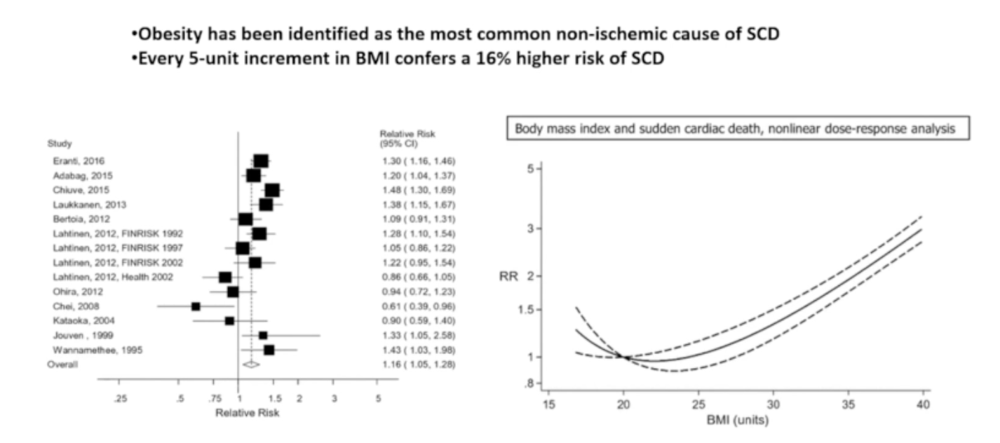 •Obesity has been identified as the most common non-ischemic cause of SCD
•Every 5-unit increment in BMI confers a 16% higher risk of SCD
Study
Relative Risk
(95% CI)
Eranti, 2016 1.30 ( 1.16, 1.46)
Adabag, 2015 1.20 ( 1.04, 1.37)
Chiuve, 2015 1.48 ( 1.30, 1.69)
Laukkanen, 2013 1.38 ( 1.15, 1.67)
Bertoia, 2012 1.09 ( 0.91, 1.31)
Lahtinen, 2012, FINRISK 1992 1.28 ( 1.10, 1.54)
Lahtinen, 2012, FINRISK 1997 1.05 ( 0.86, 1.22)
Lahtinen, 2012, FINRISK 2002 1.22 ( 0.95, 1.54)
Lahtinen, 2012, Health 2002 0.86 ( 0.66, 1.05)
Ohira, 2012 0.94 ( 0.72, 1.23)
Chei, 2008 0.61 ( 0.39, 0.96)
Kataoka, 2004 0.90 ( 0.59, 1.40)
Jouven , 1999 1.33 ( 1.05, 2.58)
Wannamethee, 1995 1.43 ( 1.03, 1.98)
Overall 1.16 ( 1.05, 1.28)
.25 .5 .75 1 1.5 2 3 5
Relative Risk
Body mass index and sudden cardiac death, nonlinear dose-response analysis
5
3
RR 2
1.5
1
.8
15 20 25 30 35 40
BMI (units)